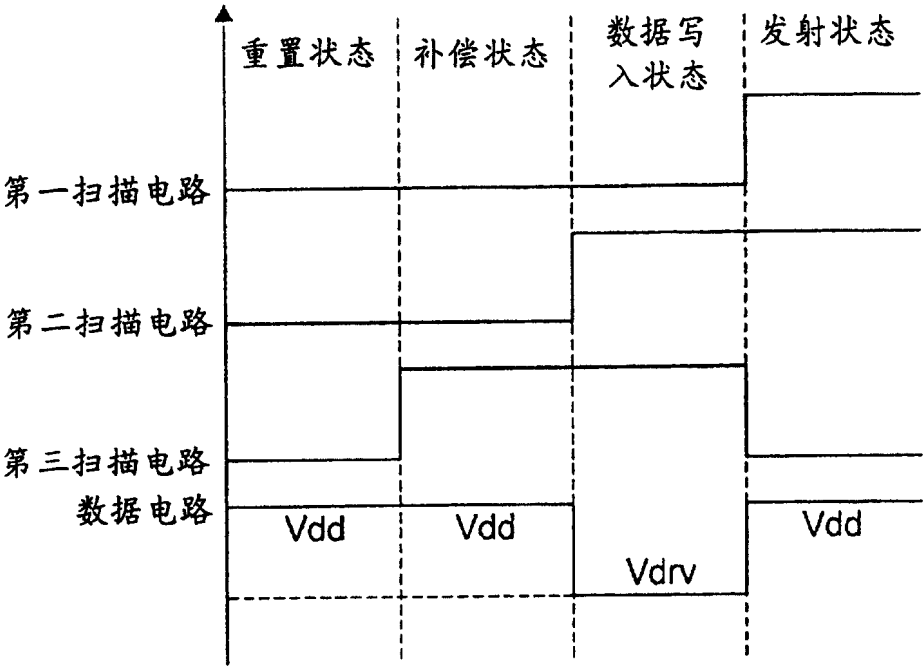 重置状态
补偿状态
数据写
入状态
发射状态
第一扫描电路
第二扫描电路
第三扫描电路
数据电路
Vdd
Vdd
Vdrv
Vdd